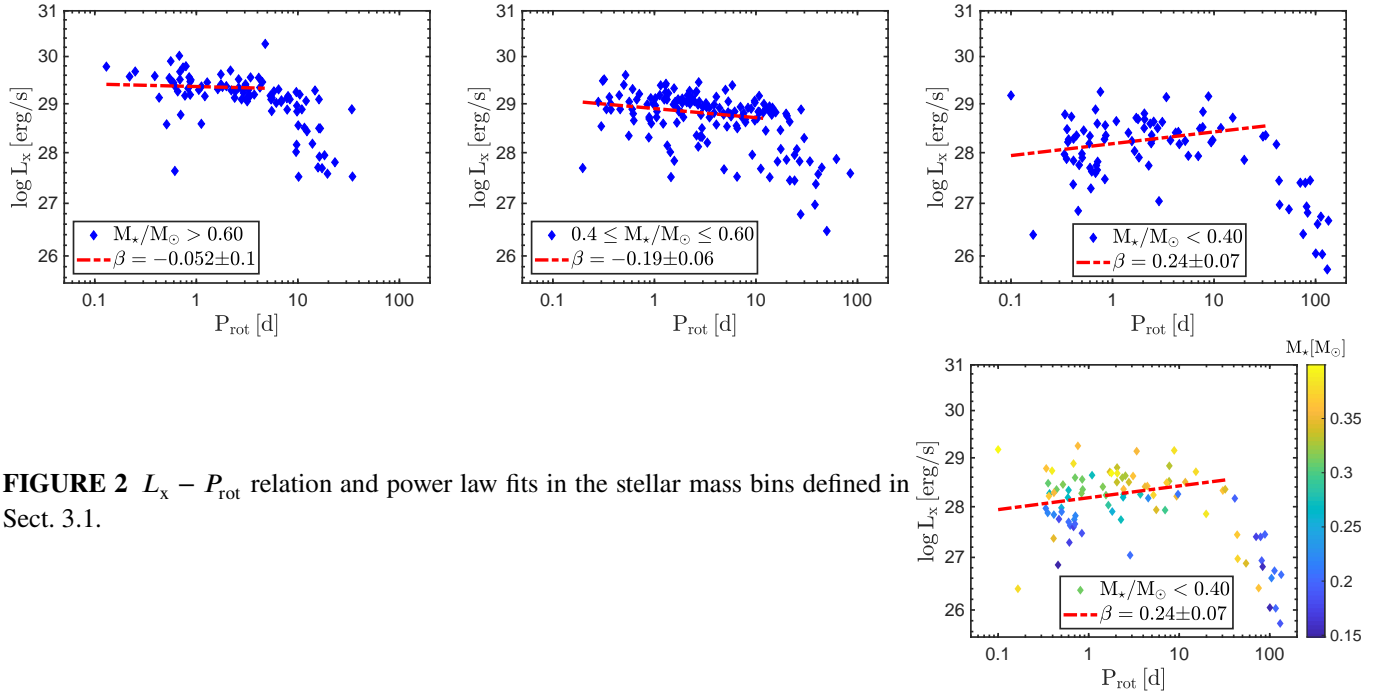 31
30
29
28
27
26
log Lₓ [erg/s]
M⋆/M⊙ > 0.60
β = −0.052±0.1
0.1 1 10 100
P_rot [d]
31
30
29
28
27
26
log Lₓ [erg/s]
0.4 ≤ M⋆/M⊙ ≤ 0.60
β = −0.19±0.06
0.1 1 10 100
P_rot [d]
31
30
29
28
27
26
log Lₓ [erg/s]
M⋆/M⊙ < 0.40
β = 0.24±0.07
0.1 1 10 100
P_rot [d]
M⋆[M⊙]
31
30
29
28
27
26
log Lₓ [erg/s]
M⋆/M⊙ < 0.40
β = 0.24±0.07
0.1 1 10 100
P_rot [d]
0.35
0.3
0.25
0.2
0.15
FIGURE 2 Lₓ − P_rot relation and power law fits in the stellar mass bins defined in
Sect. 3.1.